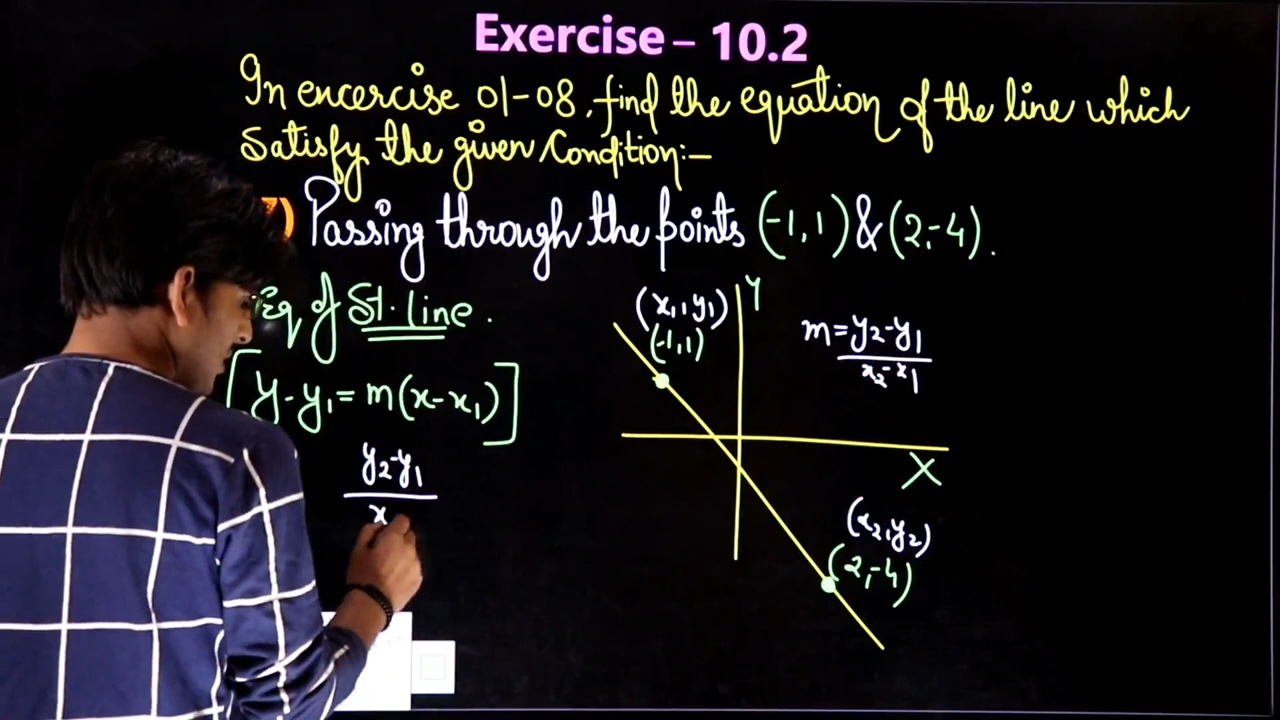 Exercise – 10.2
In encercise 01-08, find the equation of the line which
satisfy the given Condition:-
) Passing through the points (-1,1) & (2,-4).
Eq of St. Line.
[y-y₁ = m(x-x₁)]
y₂-y₁
x
Y
(x₁,y₁)
(-1,1)
m = y₂-y₁
x₂-x₁
X
(x₂,y₂)
(2,-4)